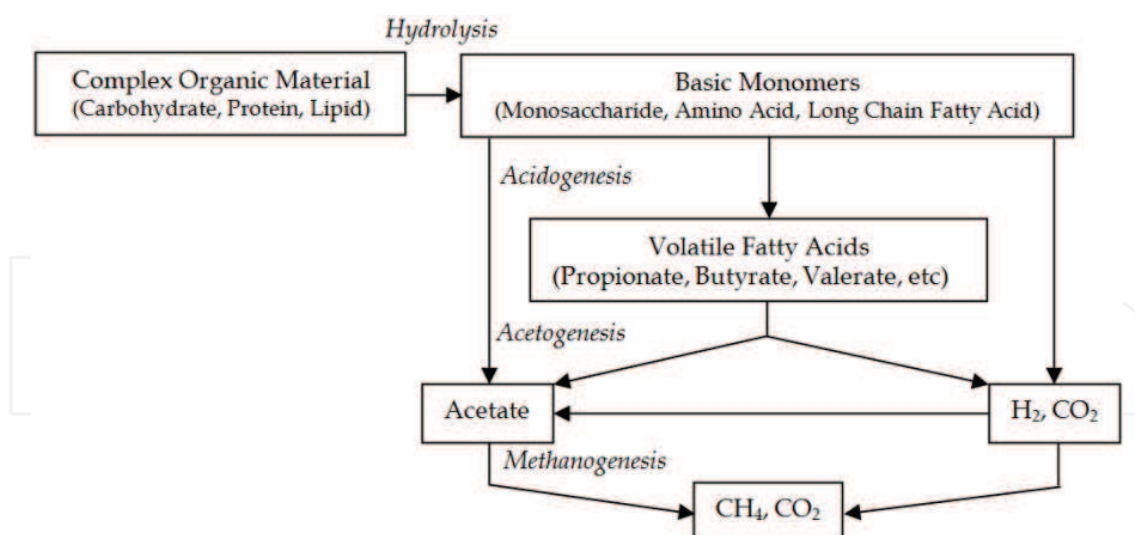 Hydrolysis
Complex Organic Material
(Carbohydrate, Protein, Lipid)
Basic Monomers
(Monosaccharide, Amino Acid, Long Chain Fatty Acid)
Acidogenesis
Volatile Fatty Acids
(Propionate, Butyrate, Valerate, etc)
Acetogenesis
Acetate
H₂, CO₂
Methanogenesis
CH₄, CO₂